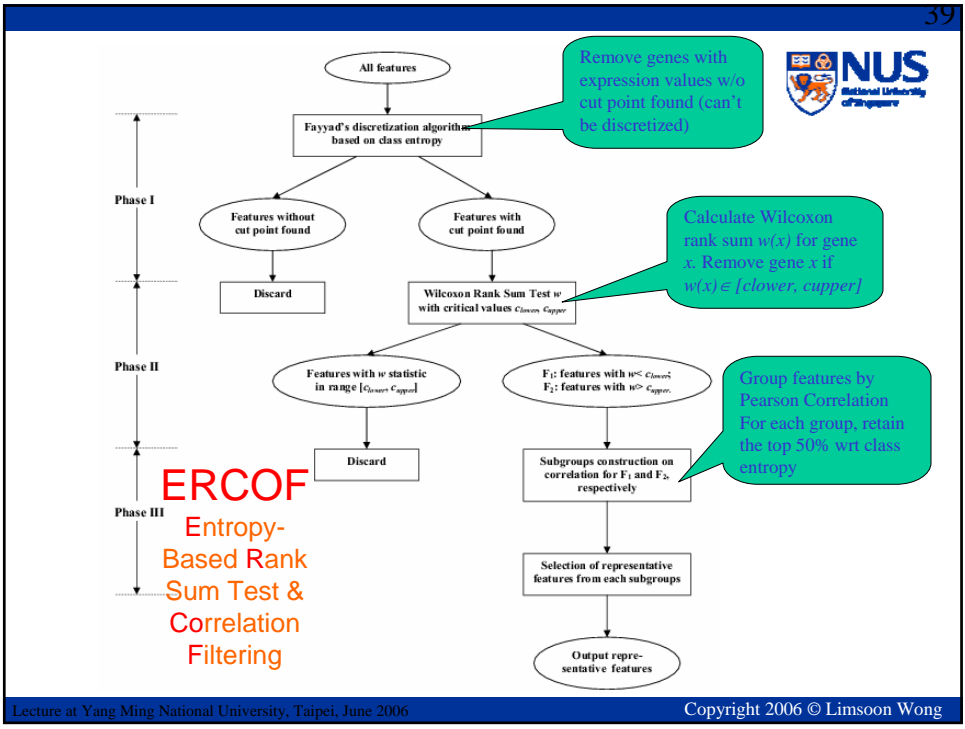 39
All features
Remove genes with
expression values w/o
cut point found (can't
be discretized)
NUS
National University
of Singapore
Fayyad's discretization algorithm
based on class entropy
Phase I
Features without
cut point found
Features with
cut point found
Calculate Wilcoxon
rank sum w(x) for gene
x. Remove gene x if
w(x) ∈ [clower, cupper]
Discard
Wilcoxon Rank Sum Test w
with critical values clower, cupper
Phase II
Features with w statistic
in range [clower, cupper]
F1: features with w< clower;
F2: features with w> cupper.
Group features by
Pearson Correlation
For each group, retain
the top 50% wrt class
entropy
Discard
Subgroups construction on
correlation for F1 and F2,
respectively
Phase III
ERCOF
Entropy-
Based Rank
Sum Test &
Correlation
Filtering
Selection of representative
features from each subgroups
Output repre-
sentative features
Lecture at Yang Ming National University, Taipei, June 2006
Copyright 2006 © Limsoon Wong